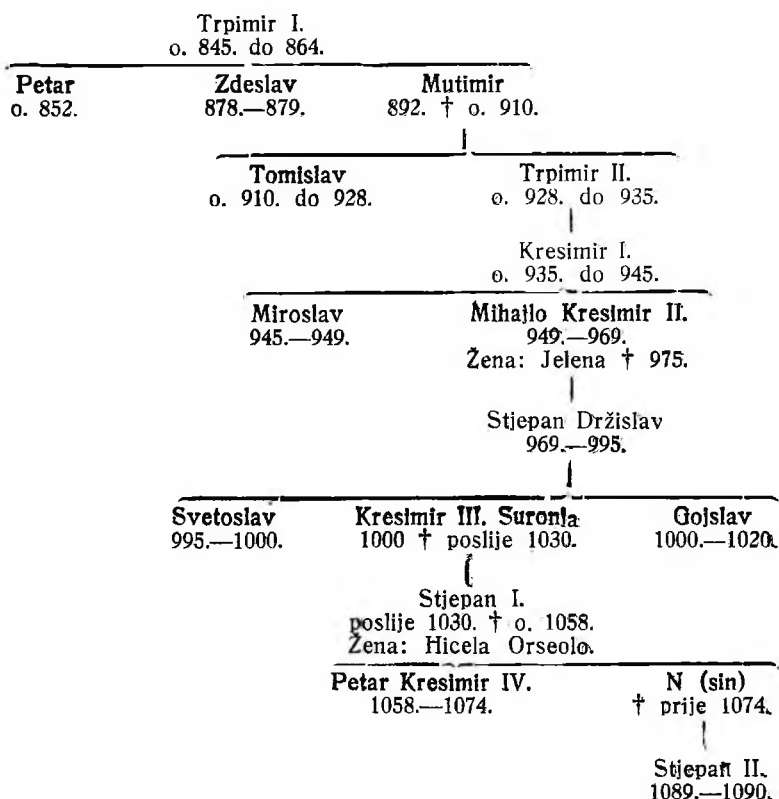 Trpimir I.
o. 845. do 864.
Petar Zdeslav Mutimir
o. 852. 878.—879. 892. † o. 910.
Tomislav Trpimir II.
o. 910. do 928. o. 928. do 935.
Kresimir I.
o. 935. do 945.
Miroslav Mihajlo Kresimir II.
945.—949. 949.—969.
Žena: Jelena † 975.
Stjepan Držislav
969.—995.
Svetoslav Kresimir III. Suronja Gojslav
995.—1000. 1000 † poslije 1030. 1000.—1020.
Stjepan I.
poslije 1030. † o. 1058.
Žena: Hicela Orseolo.
Petar Kresimir IV. N (sin)
1058.—1074. † prije 1074.
Stjepan II.
1089.—1090.